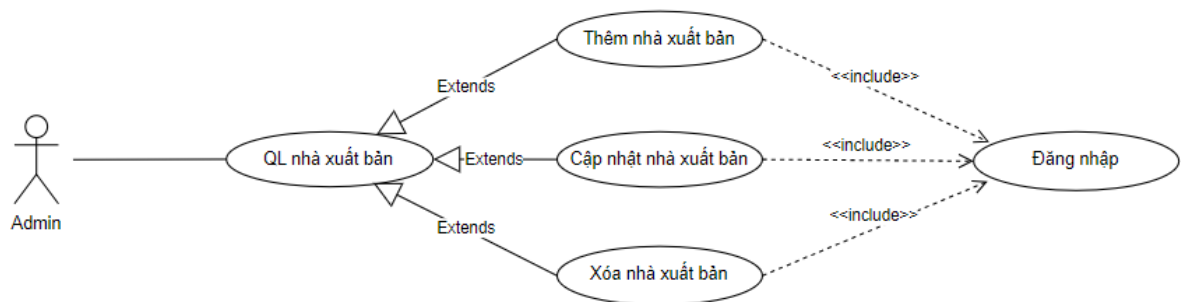 Thêm nhà xuất bản
<<include>>
Extends
QL nhà xuất bản
Extends
Cập nhật nhà xuất bản
<<include>>
Đăng nhập
Admin
Extends
<<include>>
Xóa nhà xuất bản